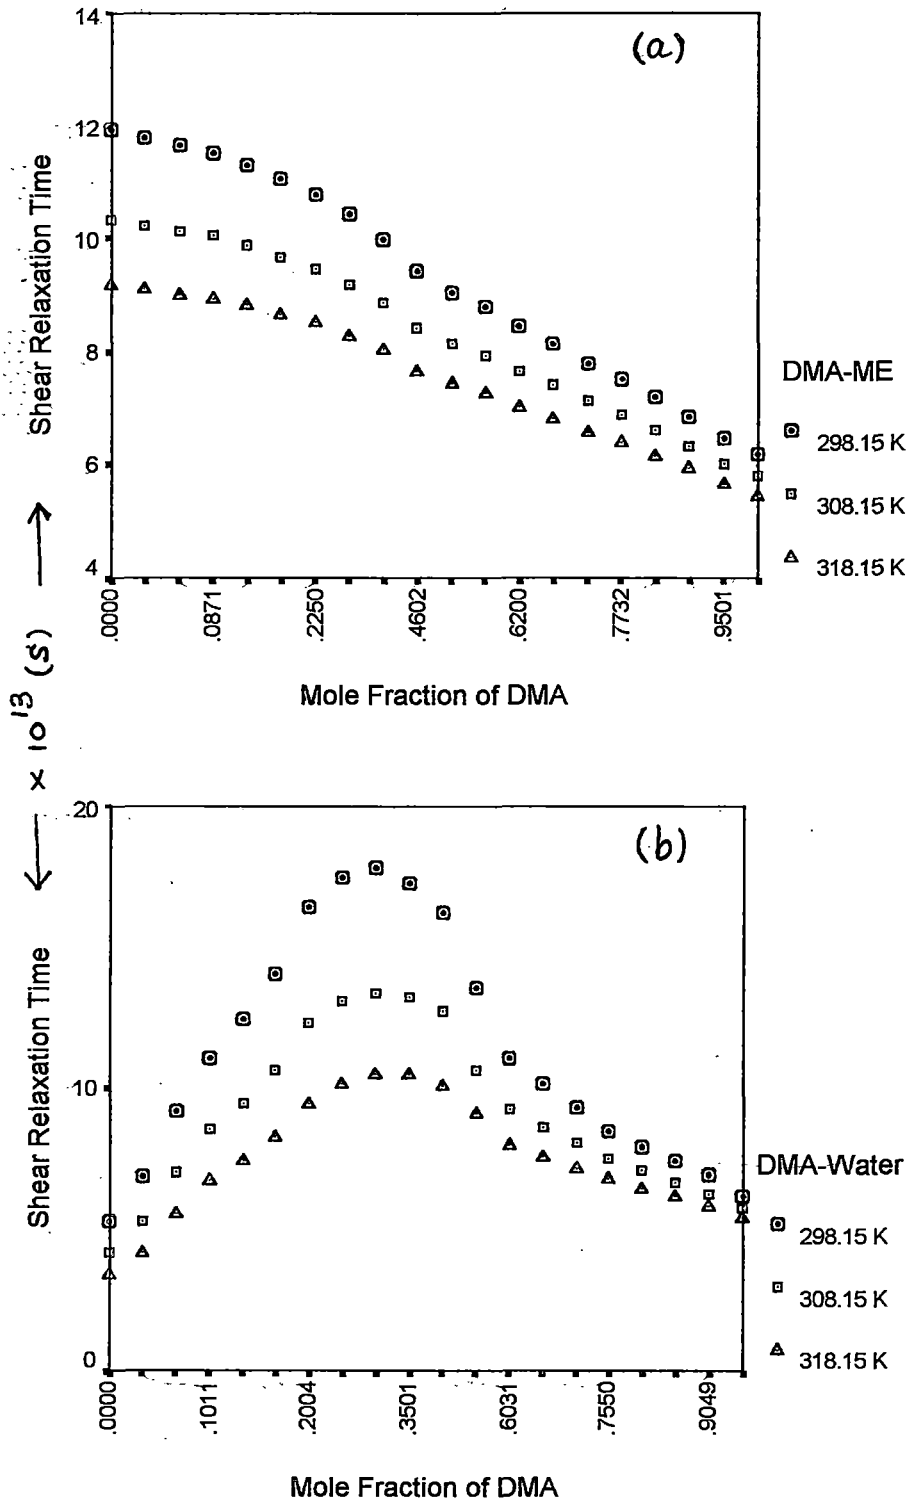 (a)
14
12
10
8
6
4
Shear Relaxation Time
.0000
.0871
.2250
.4602
.6200
.7732
.9501
Mole Fraction of DMA
DMA-ME
298.15 K
308.15 K
318.15 K
← × 10¹³ (s) →
(b)
20
10
0
Shear Relaxation Time
.0000
.1011
.2004
.3501
.6031
.7550
.9049
Mole Fraction of DMA
DMA-Water
298.15 K
308.15 K
318.15 K